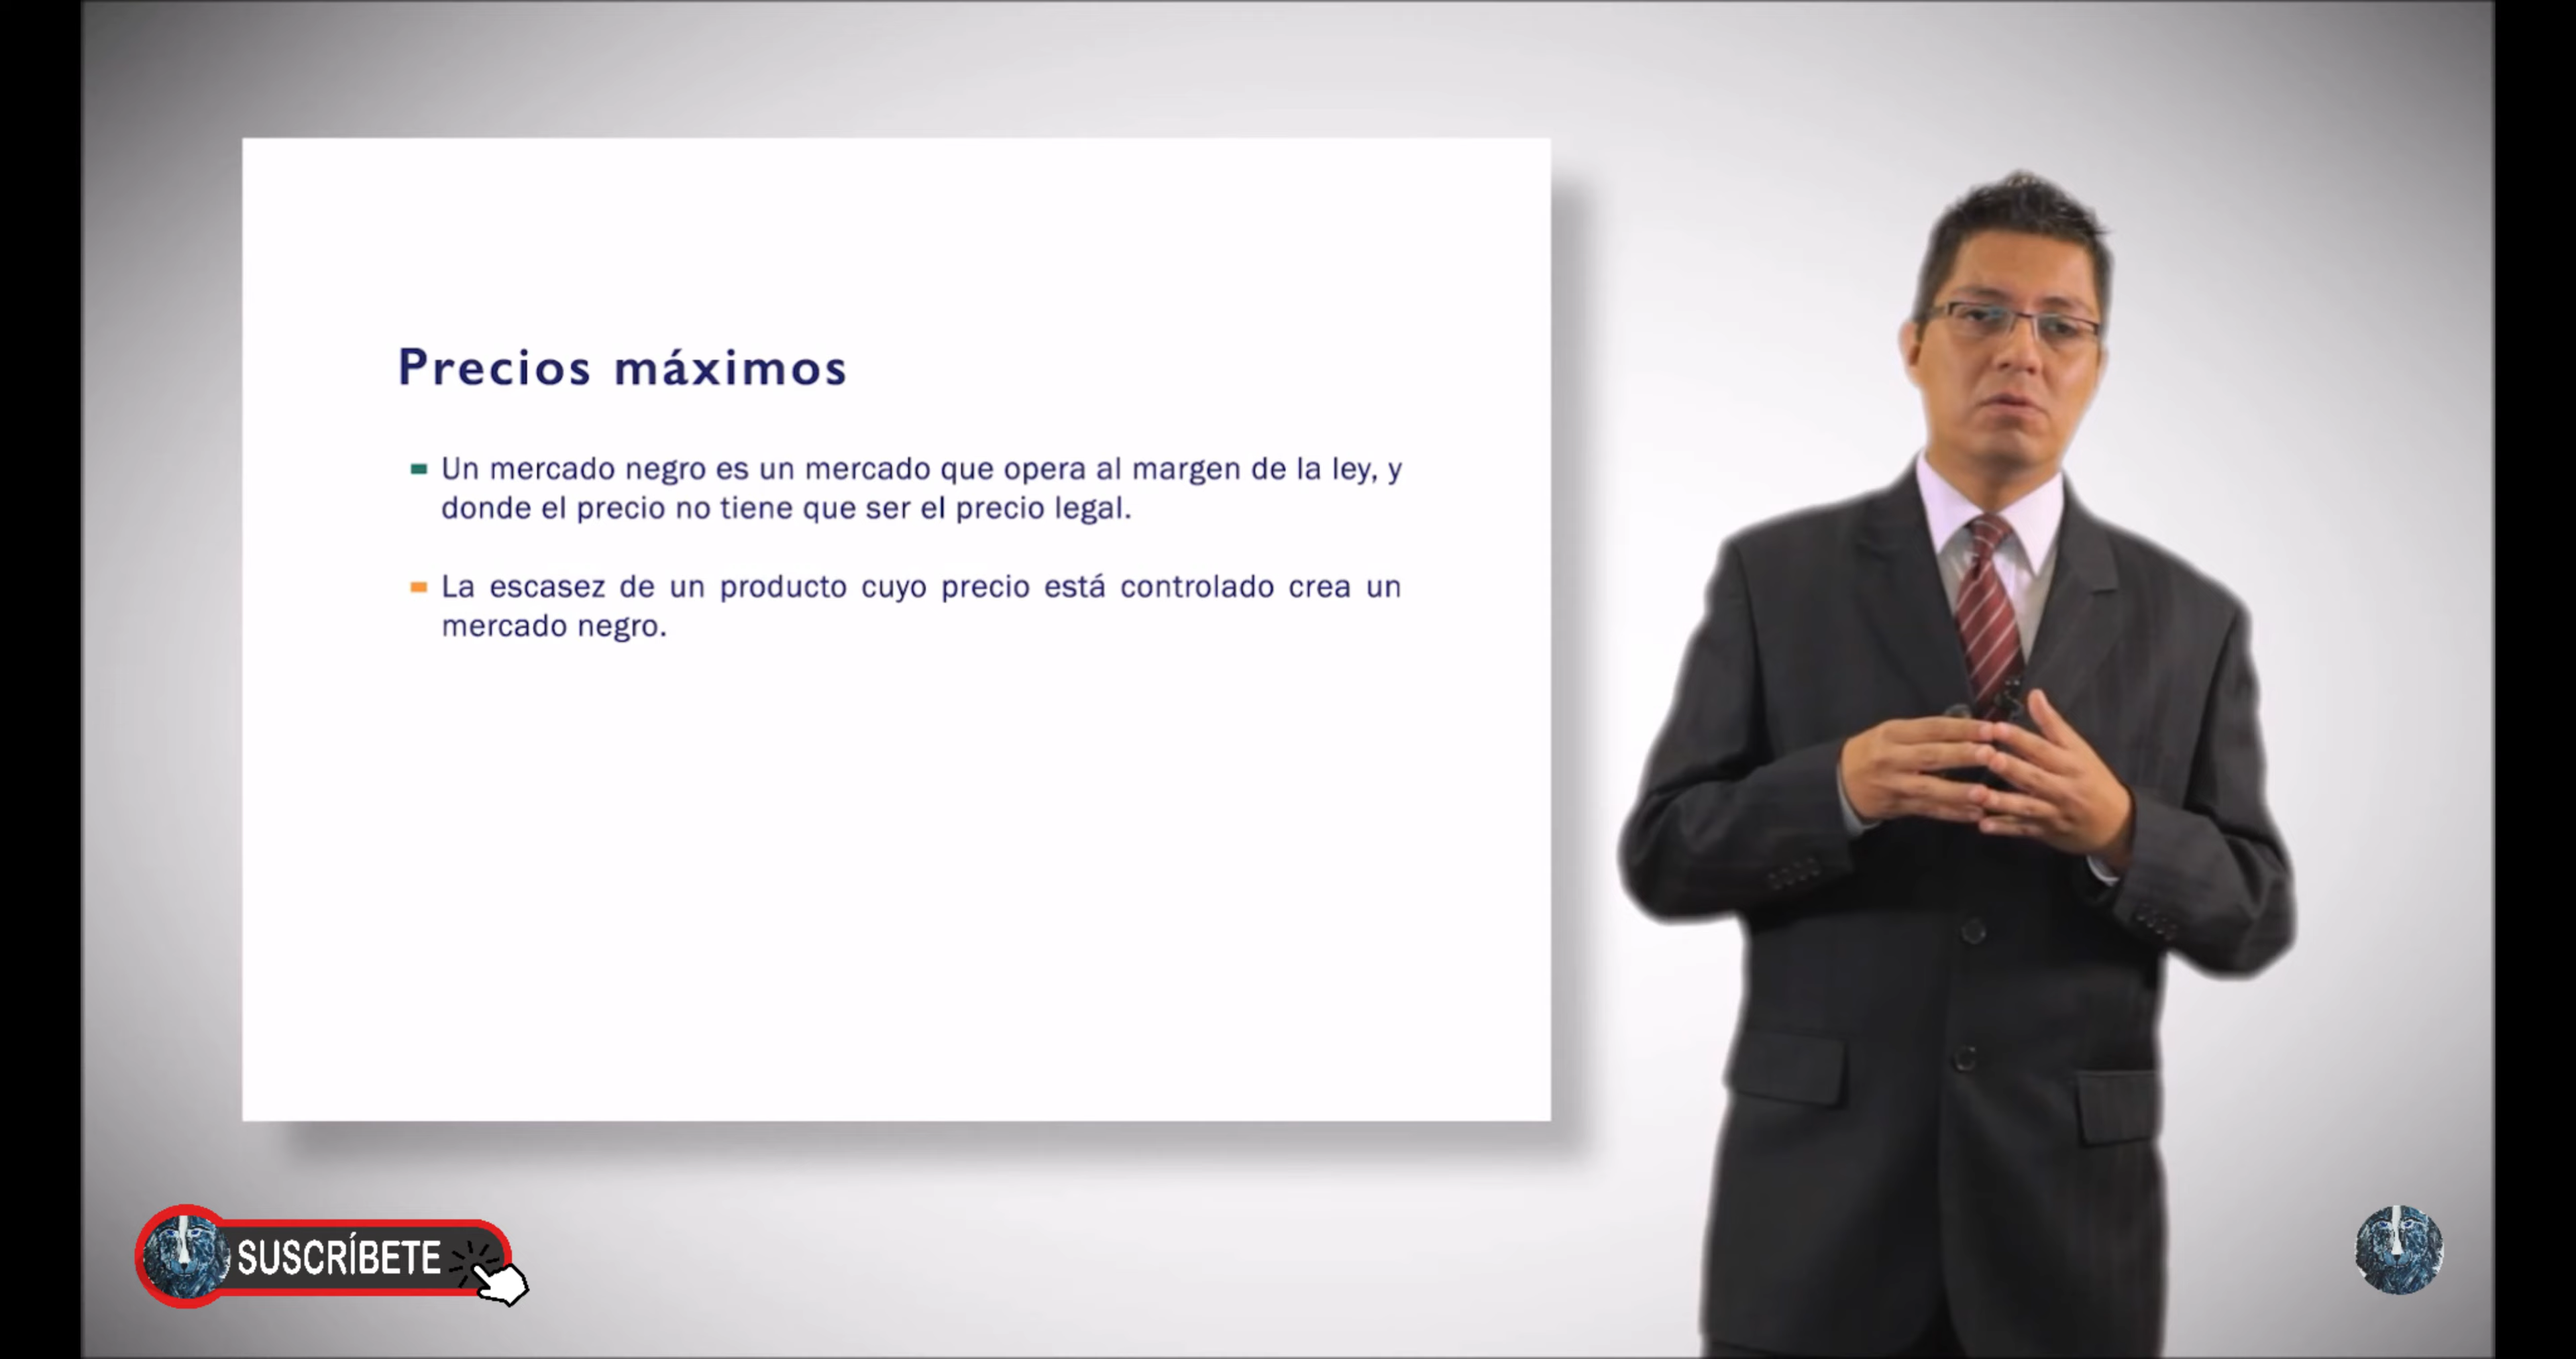 Precios máximos
Un mercado negro es un mercado que opera al margen de la ley, y
donde el precio no tiene que ser el precio legal.
La escasez de un producto cuyo precio está controlado crea un
mercado negro.
SUSCRÍBETE